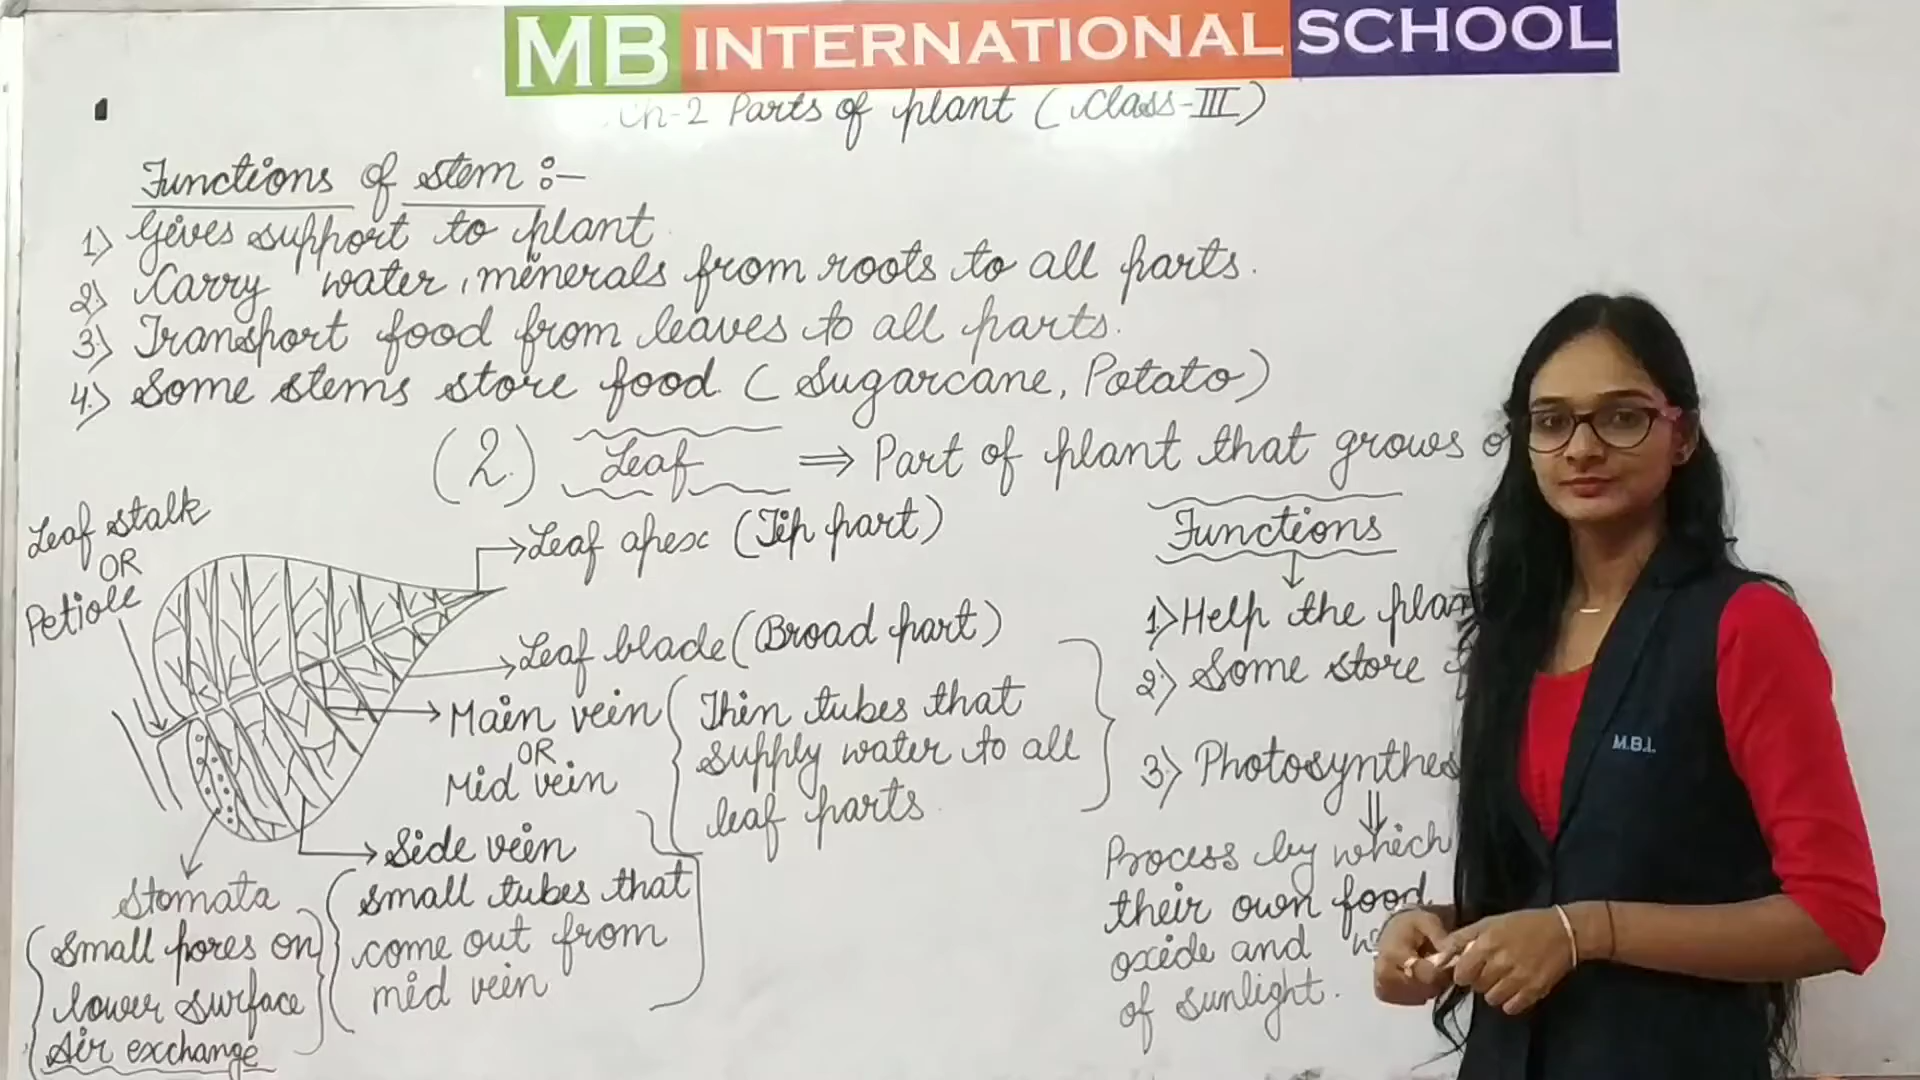 MB INTERNATIONAL SCHOOL
Ch-2 Parts of plant (Class-III)
Functions of stem :-
1) Gives support to plant
2) Carry water, minerals from roots to all parts.
3) Transport food from leaves to all parts.
4) Some stems store food (Sugarcane, Potato)
(2.) Leaf ⇒ Part of plant that grows
Leaf stalk
OR
Petiole
Leaf apex (Tip part)
Leaf blade (Broad part)
Main vein
OR
Mid vein
(Thin tubes that
supply water to all
leaf parts
Side vein
(small tubes that
come out from
mid vein
Stomata
(small pores on
lower surface
Air exchange
Functions
1) Help the
2) Some store
3)
Process by which
their own food
oxide and
of sunlight.
M.B.I.